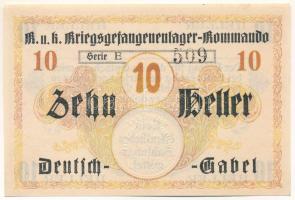 K.u.k. Kriegsgefangenenlager-Kommando
10 Serie E 509 10
10
Zehn Heller
Deutsch- -Gabel